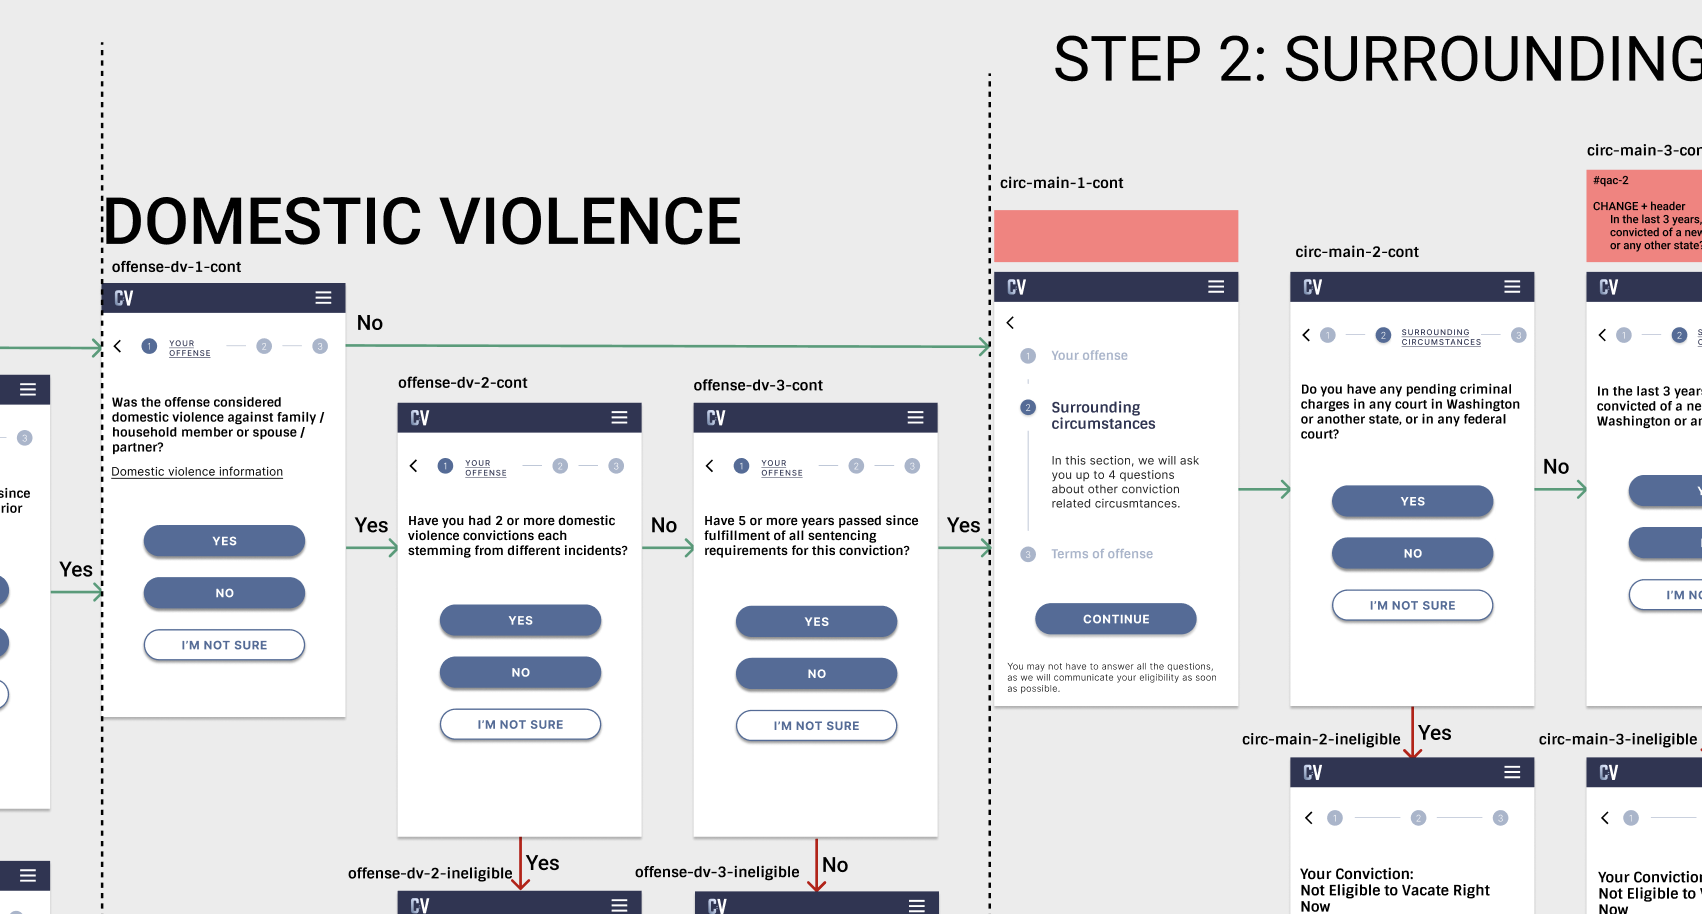 STEP 2: SURROUNDING
DOMESTIC VIOLENCE
Yes
since
rior
3
offense-dv-1-cont
CV
1 YOUR
OFFENSE
2
3
Was the offense considered
domestic violence against family /
household member or spouse /
partner?
Domestic violence information
YES
NO
I'M NOT SURE
No
Yes
offense-dv-2-cont
CV
1 YOUR
OFFENSE
2
3
Have you had 2 or more domestic
violence convictions each
stemming from different incidents?
YES
NO
I'M NOT SURE
No
Yes
offense-dv-2-ineligible
CV
offense-dv-3-cont
CV
1 YOUR
OFFENSE
2
3
Have 5 or more years passed since
fulfillment of all sentencing
requirements for this conviction?
YES
NO
I'M NOT SURE
Yes
No
offense-dv-3-ineligible
CV
circ-main-1-cont
CV
1 Your offense
2 Surrounding
circumstances
In this section, we will ask
you up to 4 questions
about other conviction
related circusmtances.
3 Terms of offense
CONTINUE
You may not have to answer all the questions,
as we will communicate your eligibility as soon
as possible.
circ-main-2-cont
CV
1
2 SURROUNDING
CIRCUMSTANCES
3
Do you have any pending criminal
charges in any court in Washington
or another state, or in any federal
court?
YES
NO
I'M NOT SURE
No
Yes
circ-main-2-ineligible
CV
1
2
3
Your Conviction:
Not Eligible to Vacate Right
Now
circ-main-3-con
#qac-2
CHANGE + header
In the last 3 years,
convicted of a new
or any other state?
CV
1
2
In the last 3 years
convicted of a ne
Washington or an
I'M NO
circ-main-3-ineligible
CV
1
Your Conviction
Not Eligible to V
Now